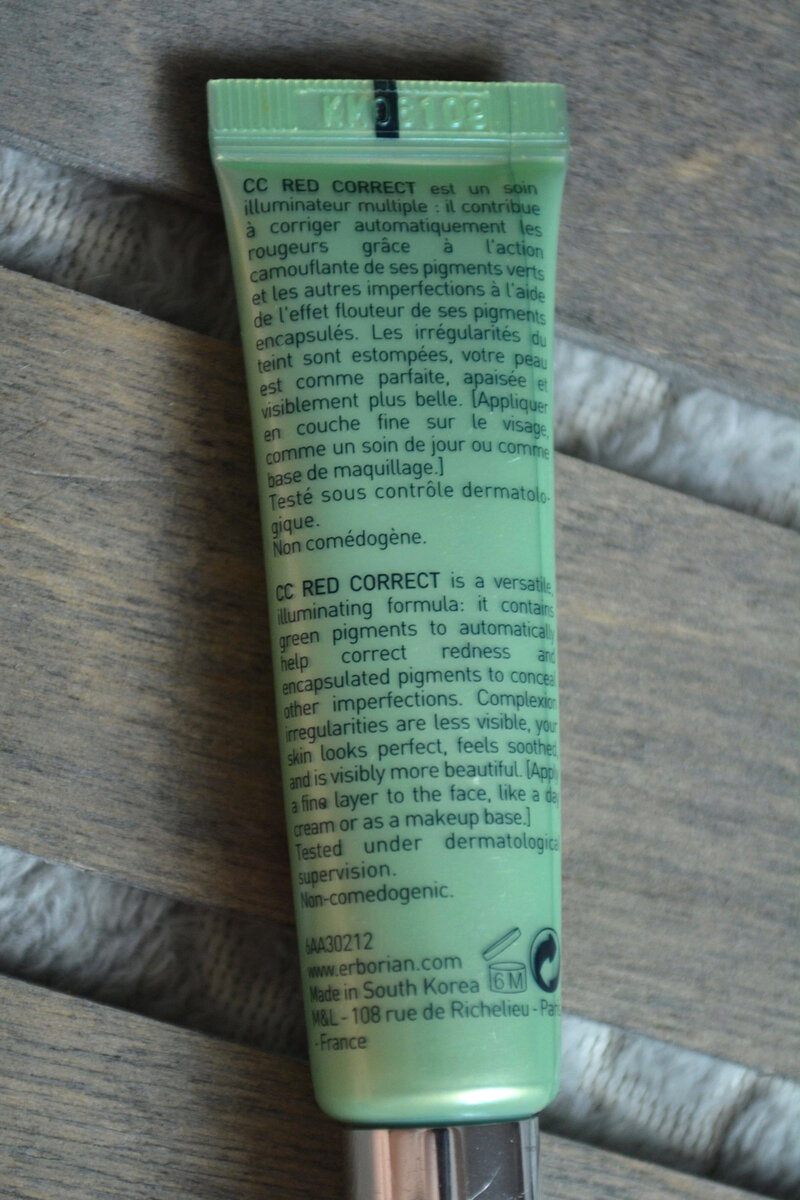 CC RED CORRECT est un soin
illuminateur multiple : il contribue
à corriger automatiquement les
rougeurs grâce à l'action
camouflante de ses pigments verts
et les autres imperfections à l'aide
de l'effet flouteur de ses pigments
encapsulés. Les irrégularités du
teint sont estompées, votre peau
est comme parfaite, apaisée et
visiblement plus belle. [Appliquer
en couche fine sur le visage,
comme un soin de jour ou comme
base de maquillage.]
Testé sous contrôle dermatolo-
gique.
Non comédogène.
CC RED CORRECT is a versatile,
illuminating formula: it contains
green pigments to automatically
help correct redness and
encapsulated pigments to conceal
other imperfections. Complexion
irregularities are less visible, your
skin looks perfect, feels soothed
and is visibly more beautiful. [Apply
a fine layer to the face, like a day
cream or as a makeup base.]
Tested under dermatological
supervision.
Non-comedogenic.
6AA30212
www.erborian.com
6 M
Made in South Korea
M&L - 108 rue de Richelieu - Paris
- France